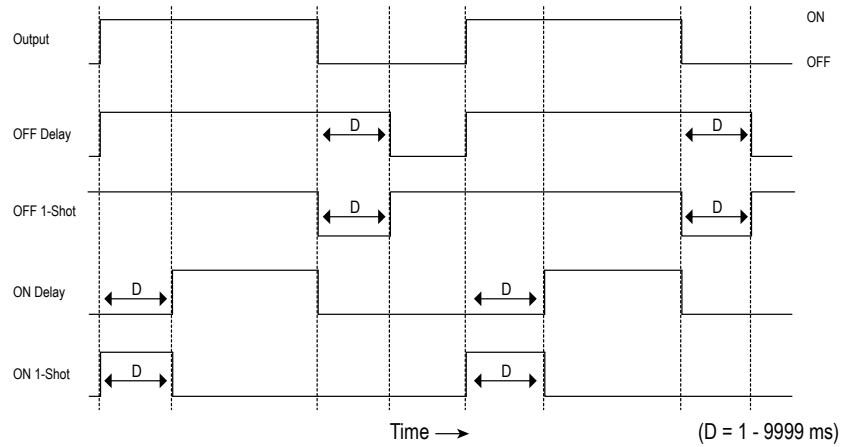 Output
ON
OFF
OFF Delay
D
D
OFF 1-Shot
D
D
ON Delay
D
D
ON 1-Shot
D
D
Time
(D = 1 - 9999 ms)